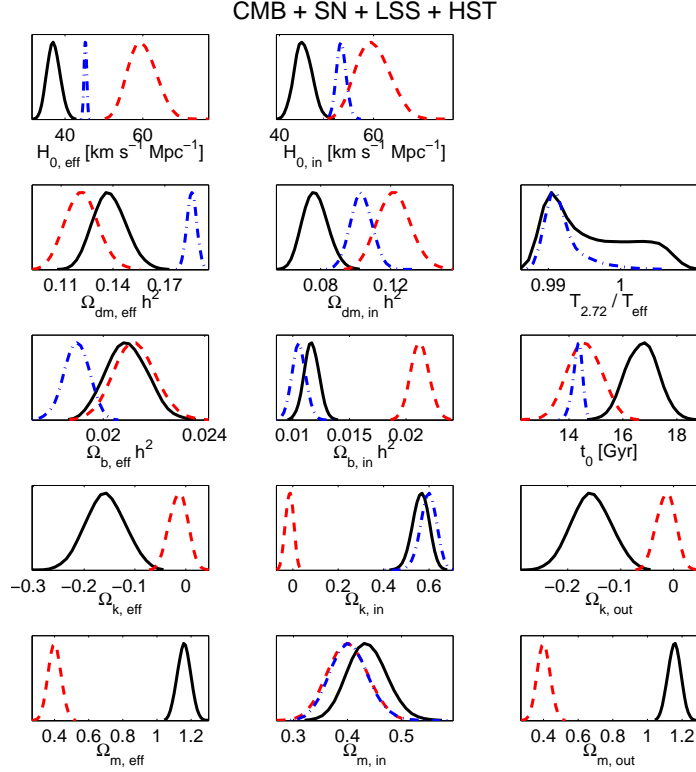 CMB + SN + LSS + HST
40 60
H0, eff [km s−1 Mpc−1]
40 60
H0, in [km s−1 Mpc−1]
0.11 0.14 0.17
Ωdm, eff h2
0.08 0.12
Ωdm, in h2
0.99 1
T2.72 / Teff
0.02 0.024
Ωb, eff h2
0.01 0.015 0.02
Ωb, in h2
14 16 18
t0 [Gyr]
−0.3 −0.2 −0.1 0
Ωk, eff
0 0.2 0.4 0.6
Ωk, in
−0.2 −0.1 0
Ωk, out
0.4 0.6 0.8 1 1.2
Ωm, eff
0.3 0.4 0.5
Ωm, in
0.4 0.6 0.8 1 1.2
Ωm, out